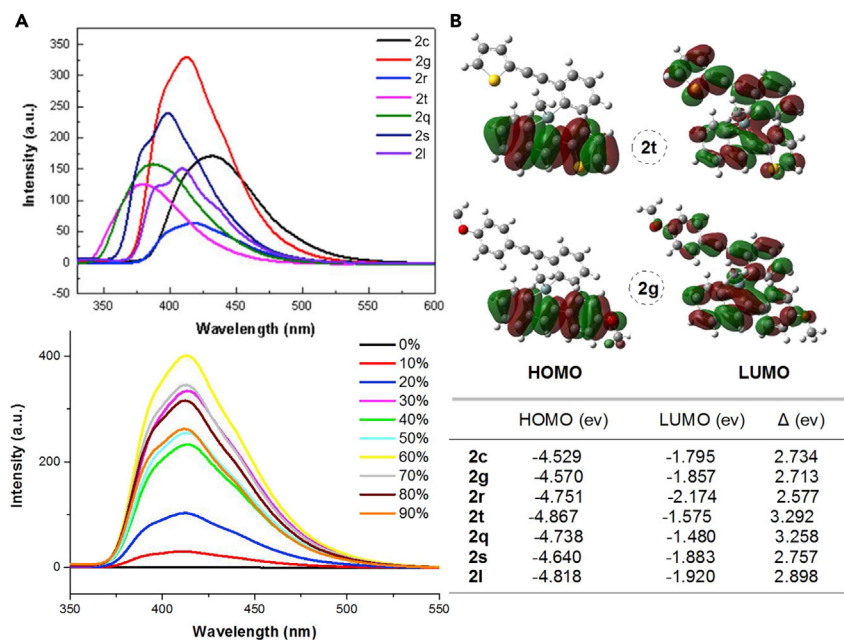 A
350
300
250
200
150
100
50
0
-50
Intensity (a.u.)
350 400 450 500 550 600
Wavelength (nm)
2c
2g
2r
2t
2q
2s
2l
400
200
0
Intensity (a.u.)
350 400 450 500 550
Wavelength (nm)
0%
10%
20%
30%
40%
50%
60%
70%
80%
90%
B
2t
2g
HOMO LUMO
HOMO (ev) LUMO (ev) Δ (ev)
2c -4.529 -1.795 2.734
2g -4.570 -1.857 2.713
2r -4.751 -2.174 2.577
2t -4.867 -1.575 3.292
2q -4.738 -1.480 3.258
2s -4.640 -1.883 2.757
2l -4.818 -1.920 2.898